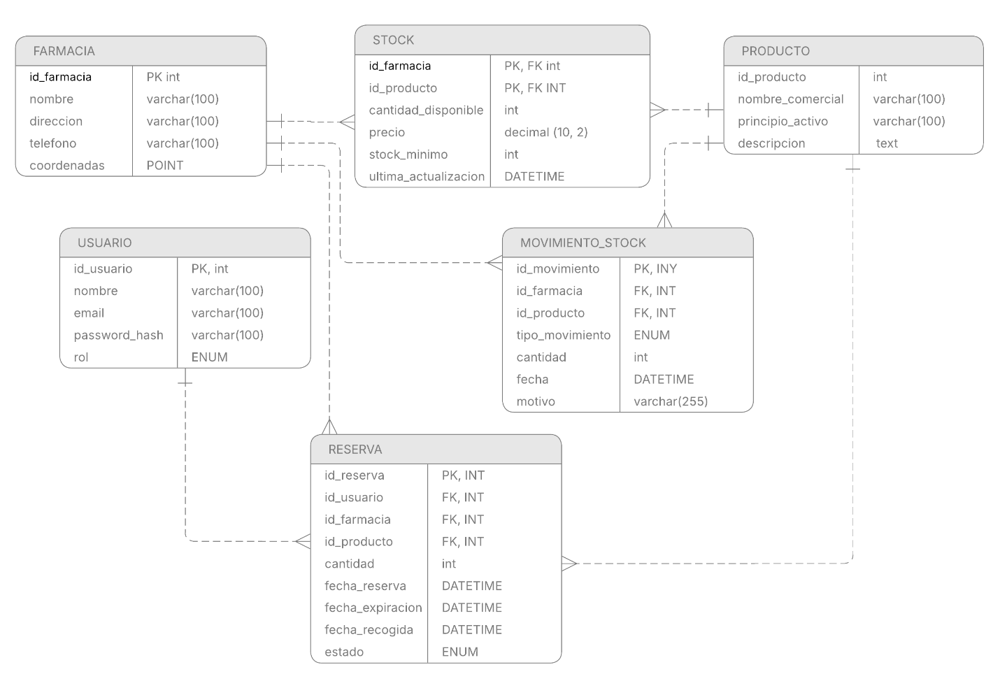 FARMACIA
id_farmacia PK int
nombre varchar(100)
direccion varchar(100)
telefono varchar(100)
coordenadas POINT
STOCK
id_farmacia PK, FK int
id_producto PK, FK INT
cantidad_disponible int
precio decimal (10, 2)
stock_minimo int
ultima_actualizacion DATETIME
PRODUCTO
id_producto int
nombre_comercial varchar(100)
principio_activo varchar(100)
descripcion text
USUARIO
id_usuario PK, int
nombre varchar(100)
email varchar(100)
password_hash varchar(100)
rol ENUM
MOVIMIENTO_STOCK
id_movimiento PK, INY
id_farmacia FK, INT
id_producto FK, INT
tipo_movimiento ENUM
cantidad int
fecha DATETIME
motivo varchar(255)
RESERVA
id_reserva PK, INT
id_usuario FK, INT
id_farmacia FK, INT
id_producto FK, INT
cantidad int
fecha_reserva DATETIME
fecha_expiracion DATETIME
fecha_recogida DATETIME
estado ENUM